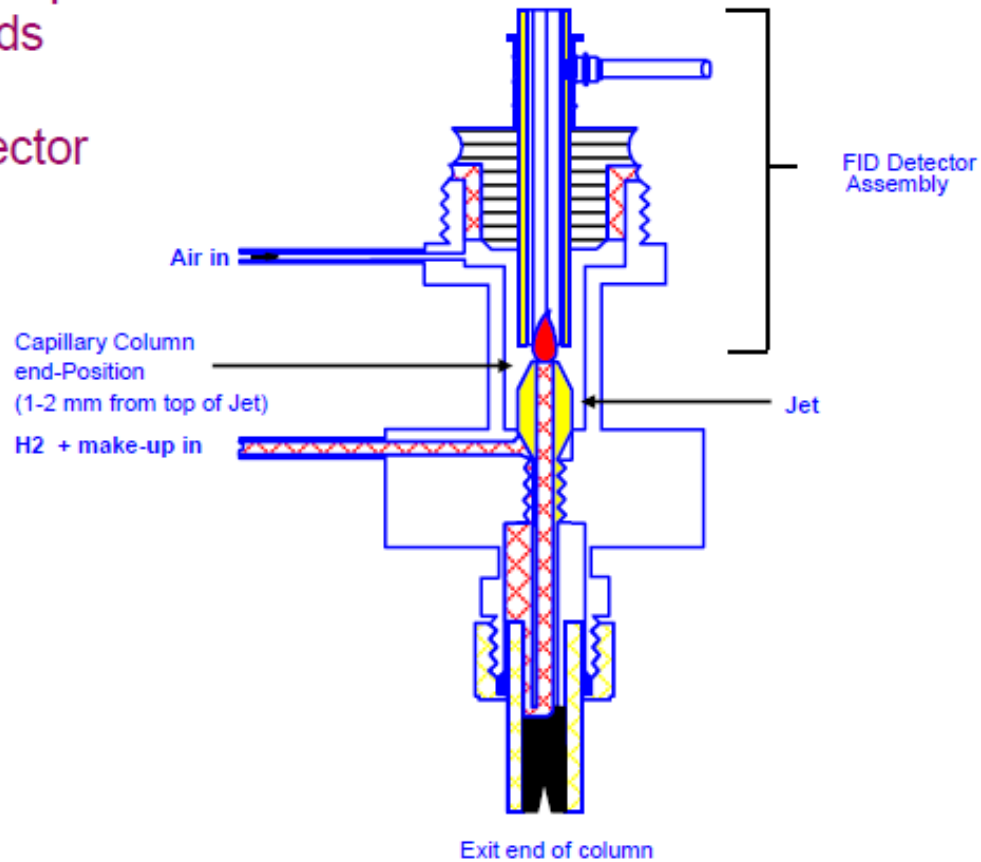 ds
ector
FID Detector
Assembly
Air in
Capillary Column
end-Position
(1-2 mm from top of Jet)
Jet
H2 + make-up in
Exit end of column